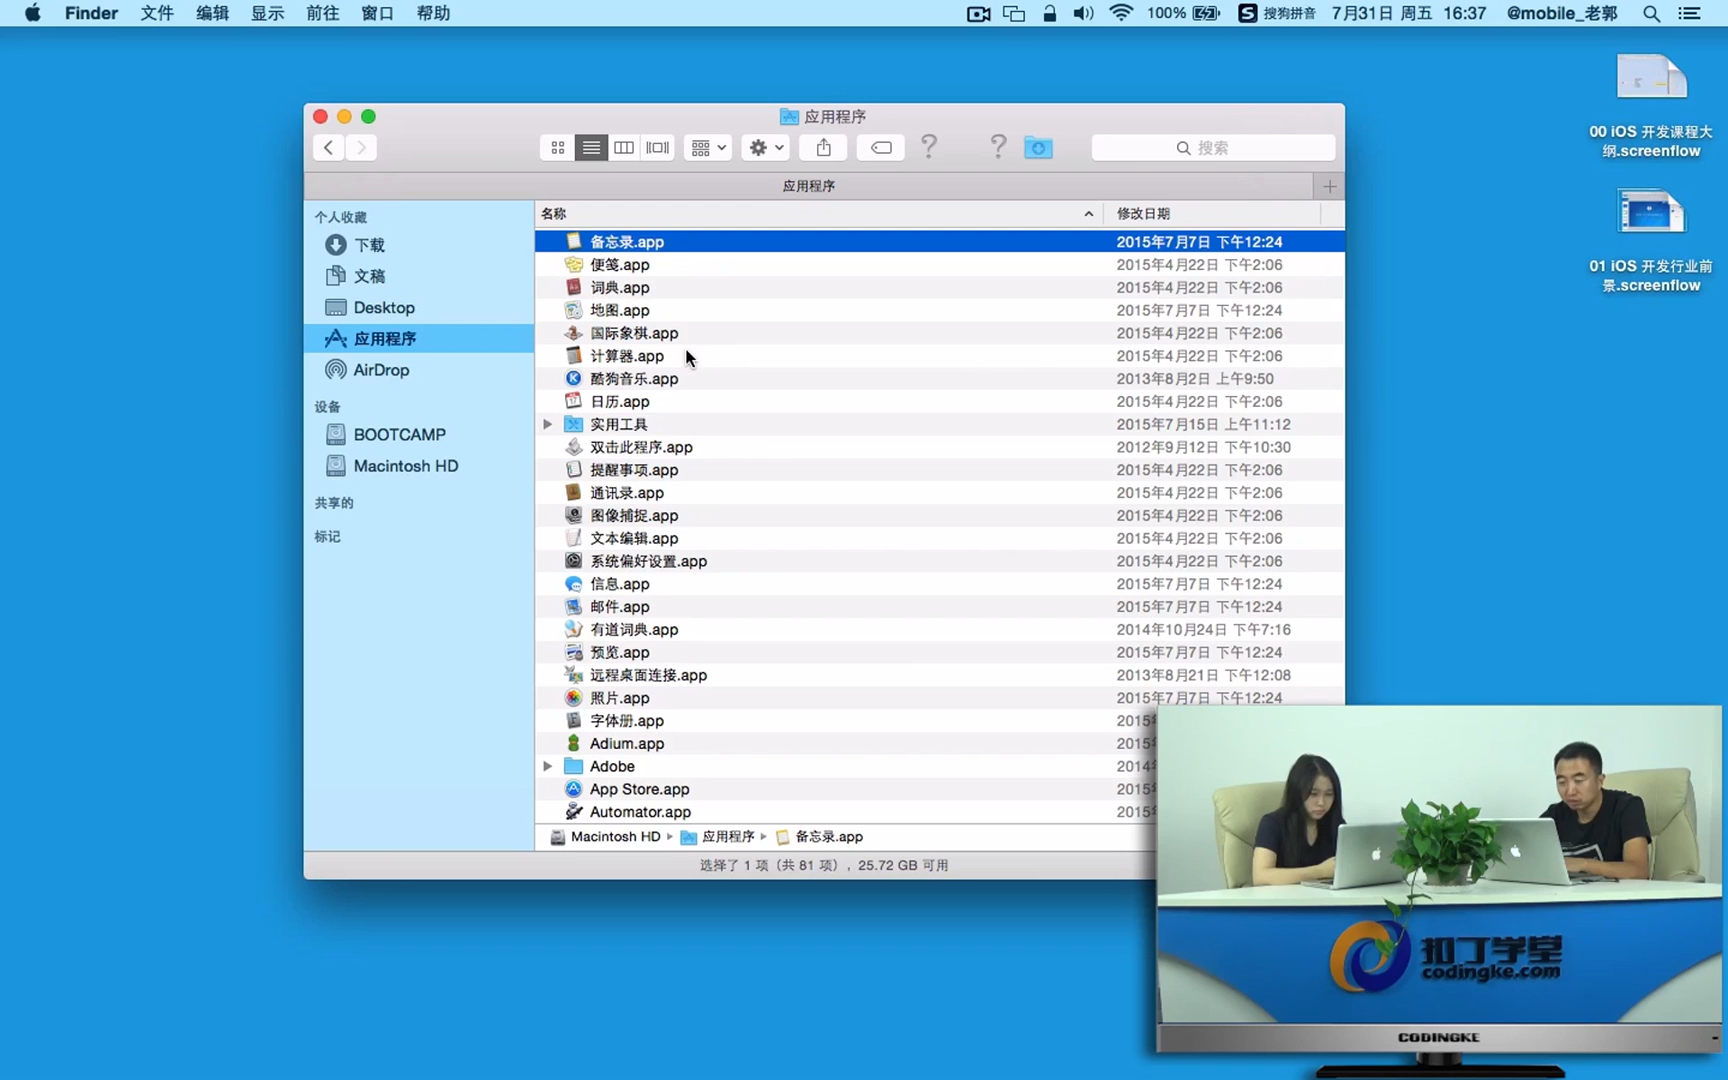 Finder 文件 编辑 显示 前往 窗口 帮助 100% S 搜狗拼音 7月31日 周五 16:37 @mobile_老郭
00 iOS 开发课程大
纲.screenflow
01 iOS 开发行业前
景.screenflow
应用程序
搜索
应用程序
个人收藏
下载
文稿
Desktop
应用程序
AirDrop
设备
BOOTCAMP
Macintosh HD
共享的
标记
名称 修改日期
备忘录.app 2015年7月7日 下午12:24
便笺.app 2015年4月22日 下午2:06
词典.app 2015年4月22日 下午2:06
地图.app 2015年7月7日 下午12:24
国际象棋.app 2015年4月22日 下午2:06
计算器.app 2015年4月22日 下午2:06
酷狗音乐.app 2013年8月2日 上午9:50
日历.app 2015年4月22日 下午2:06
实用工具 2015年7月15日 上午11:12
双击此程序.app 2012年9月12日 下午10:30
提醒事项.app 2015年4月22日 下午2:06
通讯录.app 2015年4月22日 下午2:06
图像捕捉.app 2015年4月22日 下午2:06
文本编辑.app 2015年4月22日 下午2:06
系统偏好设置.app 2015年4月22日 下午2:06
信息.app 2015年7月7日 下午12:24
邮件.app 2015年7月7日 下午12:24
有道词典.app 2014年10月24日 下午7:16
预览.app 2015年7月7日 下午12:24
远程桌面连接.app 2013年8月21日 下午12:08
照片.app 2015年7月7日 下午12:24
字体册.app 2015
Adium.app 2015
Adobe 2014
App Store.app 2015
Automator.app 2015
Macintosh HD 应用程序 备忘录.app
选择了 1 项（共 81 项），25.72 GB 可用
扣丁学堂
codingke.com
CODINGKE